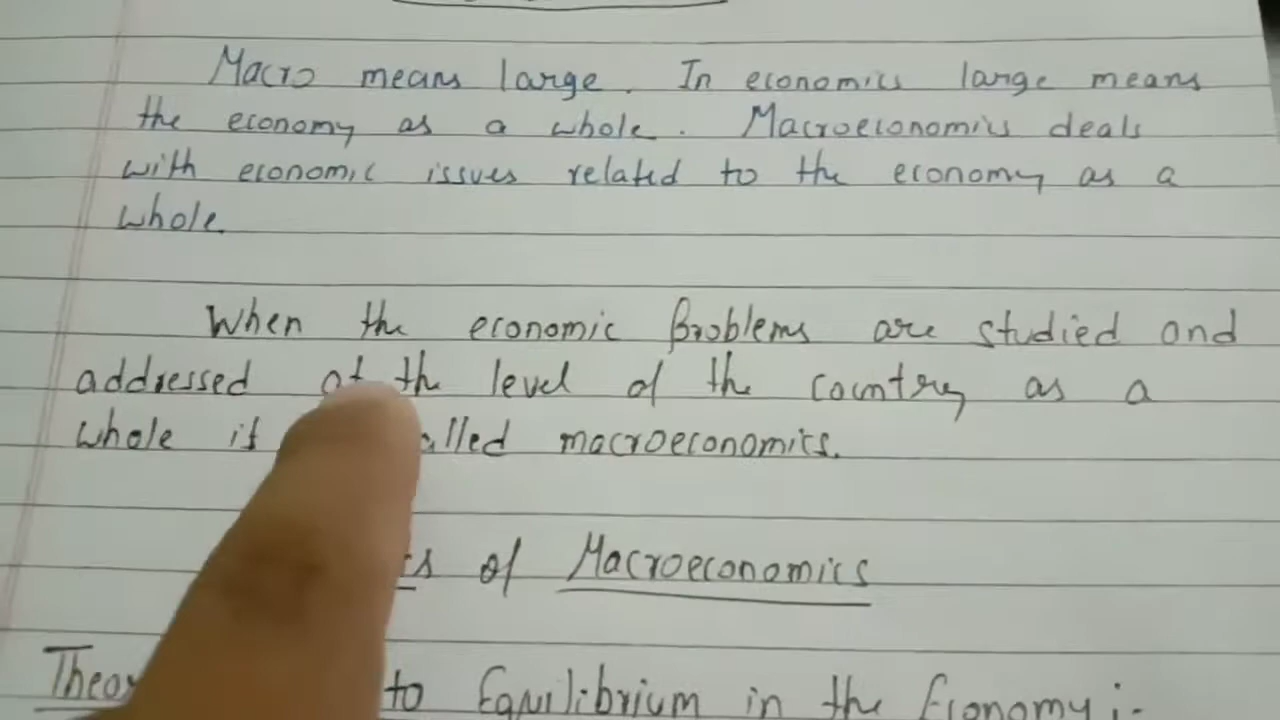 Macro means large. In economics large means
the economy as a whole. Macroeconomics deals
with economic issues related to the economy as a
whole.
When the economic problems are studied and
addressed at the level of the country as a
whole it called macroeconomics.
of Macroeconomics
to Equilibrium in the Economy:-